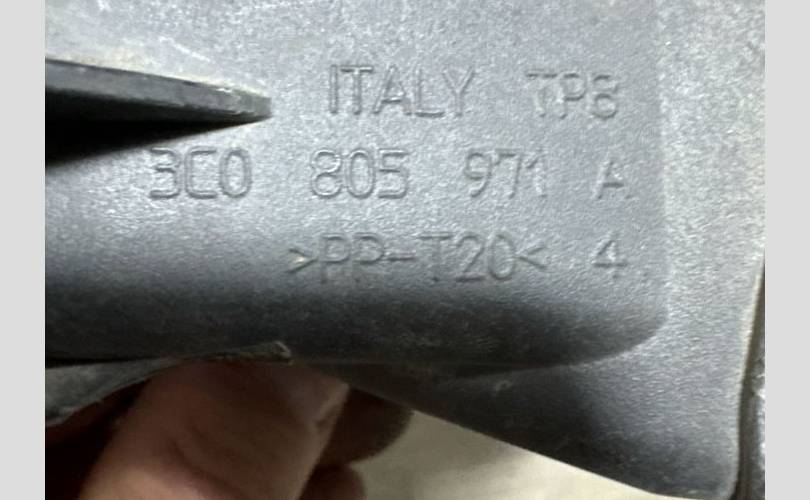 ITALY TP8
3C0 805 971 A
>PP-T20< 4